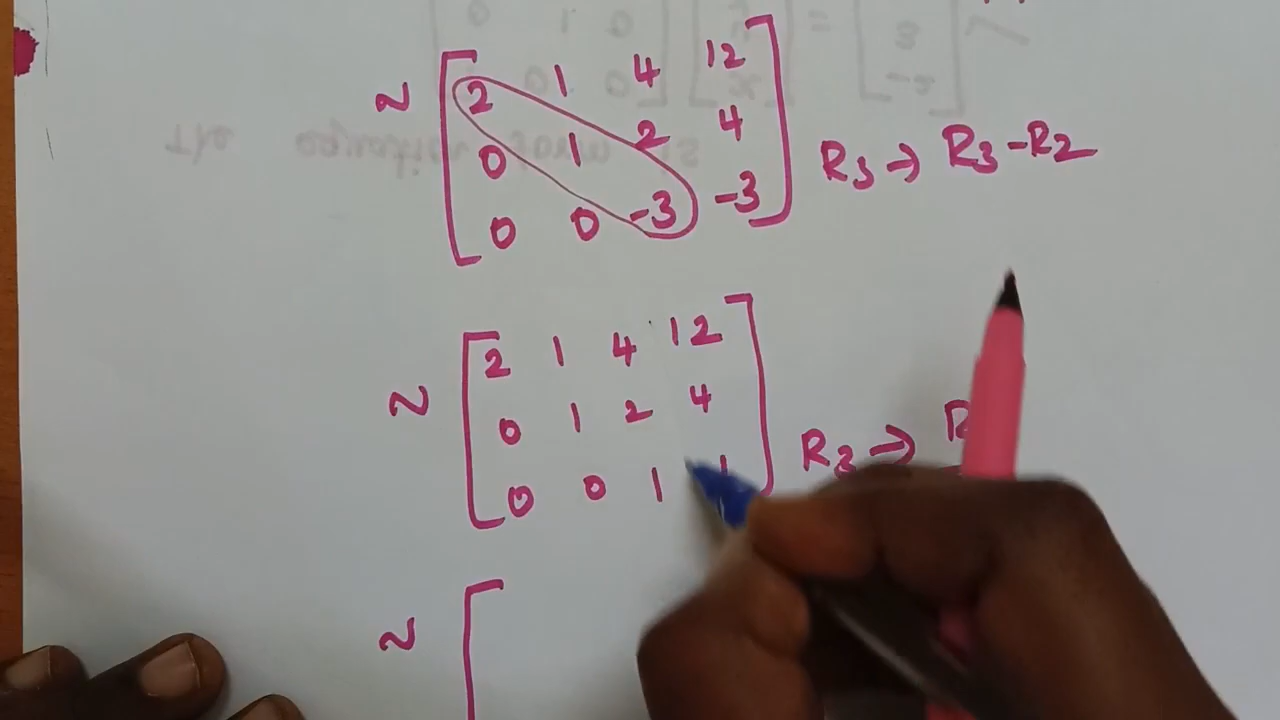 ~ [ 2 1 4 12
0 1 2 4
0 0 -3 -3 ] R3 → R3 - R2
~ [ 2 1 4 12
0 1 2 4
0 0 1 ] R3 →
~ [